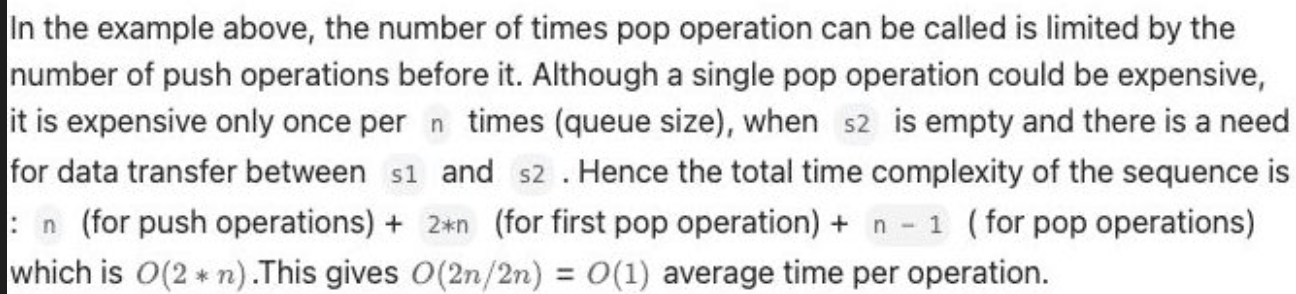 In the example above, the number of times pop operation can be called is limited by the
number of push operations before it. Although a single pop operation could be expensive,
it is expensive only once per n times (queue size), when s2 is empty and there is a need
for data transfer between s1 and s2 . Hence the total time complexity of the sequence is
: n (for push operations) + 2*n (for first pop operation) + n - 1 ( for pop operations)
which is O(2 * n).This gives O(2n/2n) = O(1) average time per operation.